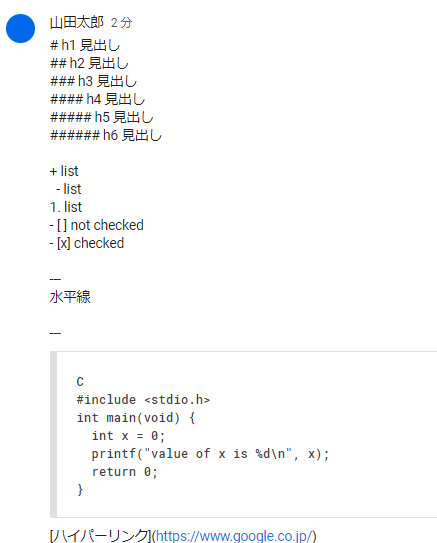 山田太郎 2 分
# h1 見出し
## h2 見出し
### h3 見出し
#### h4 見出し
##### h5 見出し
###### h6 見出し
+ list
  - list
1. list
- [ ] not checked
- [x] checked
---
水平線
---
C
#include <stdio.h>
int main(void) {
  int x = 0;
  printf("value of x is %d\n", x);
  return 0;
}
[ハイパーリンク](https://www.google.co.jp/)